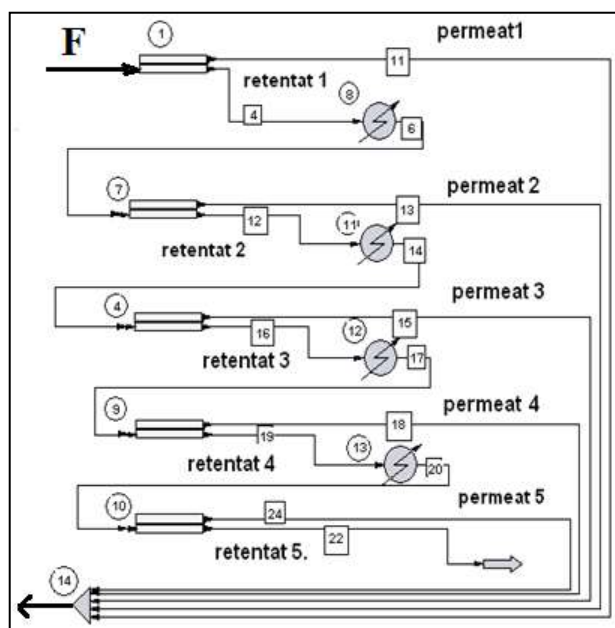 1
permeat1
F
11
retentat 1
8
4
6
7
permeat 2
13
12
11
retentat 2
14
permeat 3
4
15
16
12
17
retentat 3
permeat 4
9
18
19
13
retentat 4
20
permeat 5
10
24
22
retentat 5.
14